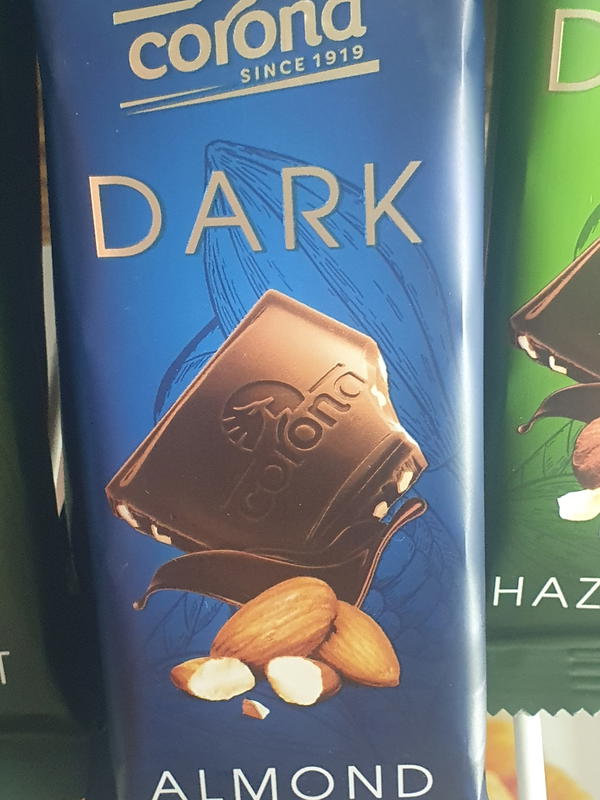 corona
SINCE 1919
DARK
corona
ALMOND
D
HAZ
T